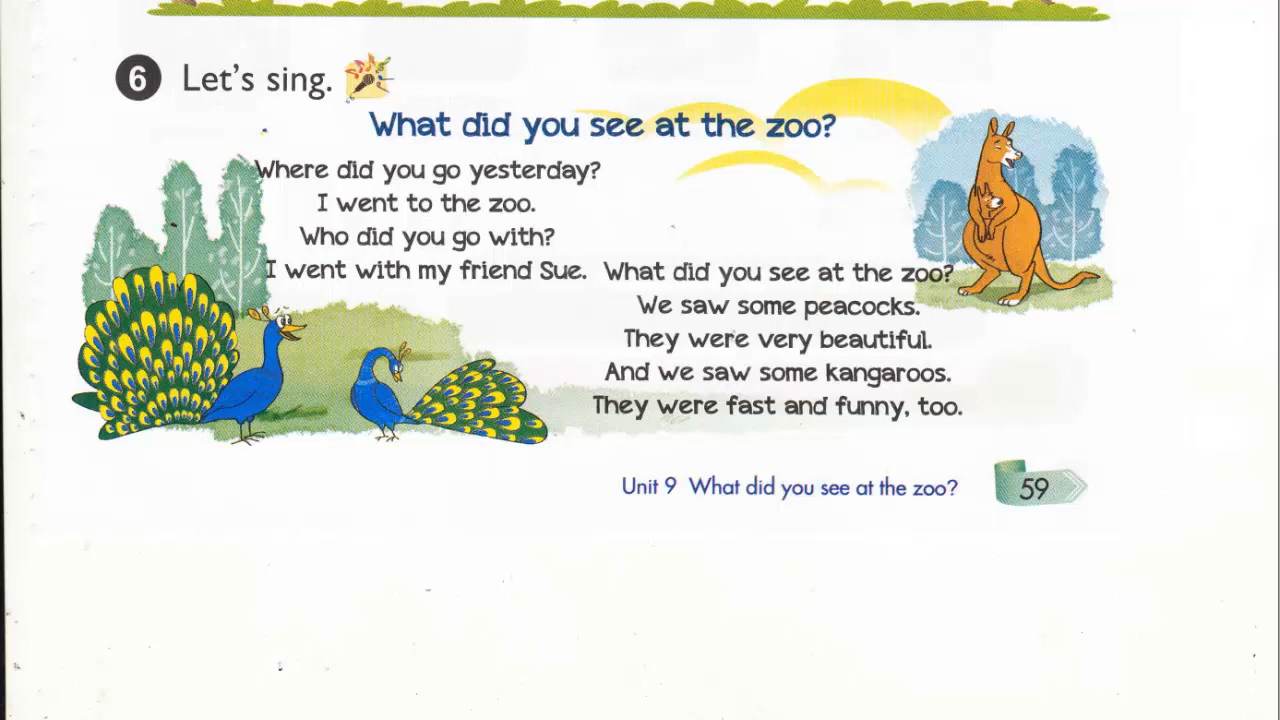 6 Let's sing.
What did you see at the zoo?
Where did you go yesterday?
I went to the zoo.
Who did you go with?
I went with my friend Sue.
What did you see at the zoo?
We saw some peacocks.
They were very beautiful.
And we saw some kangaroos.
They were fast and funny, too.
Unit 9 What did you see at the zoo?
59